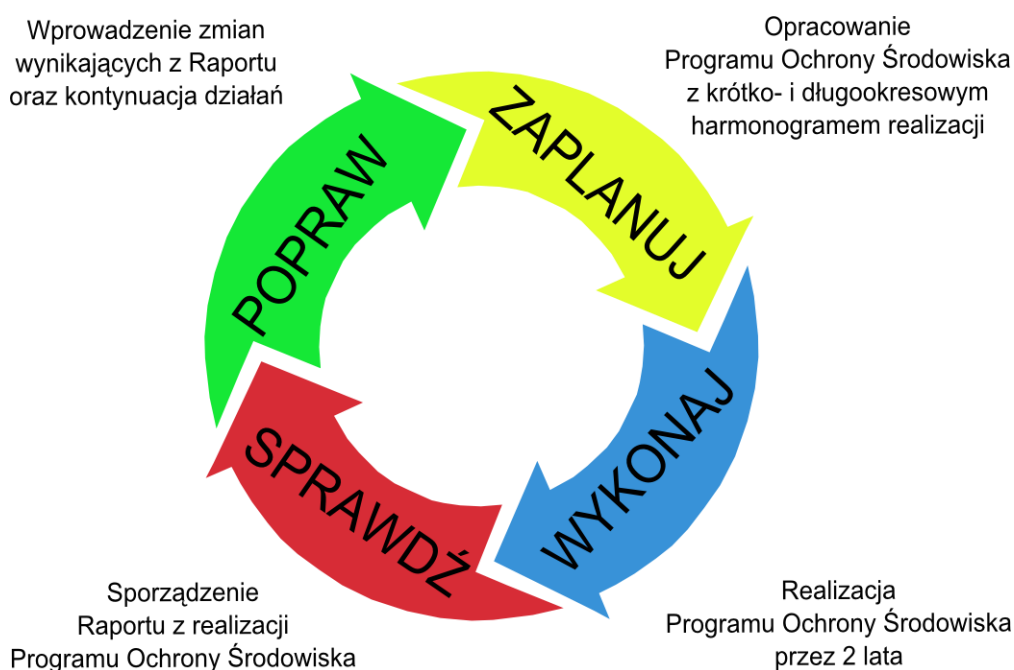 Wprowadzenie zmian
wynikających z Raportu
oraz kontynuacja działań
Opracowanie
Programu Ochrony Środowiska
z krótko- i długookresowym
harmonogramem realizacji
ZAPLANUJ
POPRAW
WYKONAJ
SPRAWDŹ
Sporządzenie
Raportu z realizacji
Programu Ochrony Środowiska
Realizacja
Programu Ochrony Środowiska
przez 2 lata